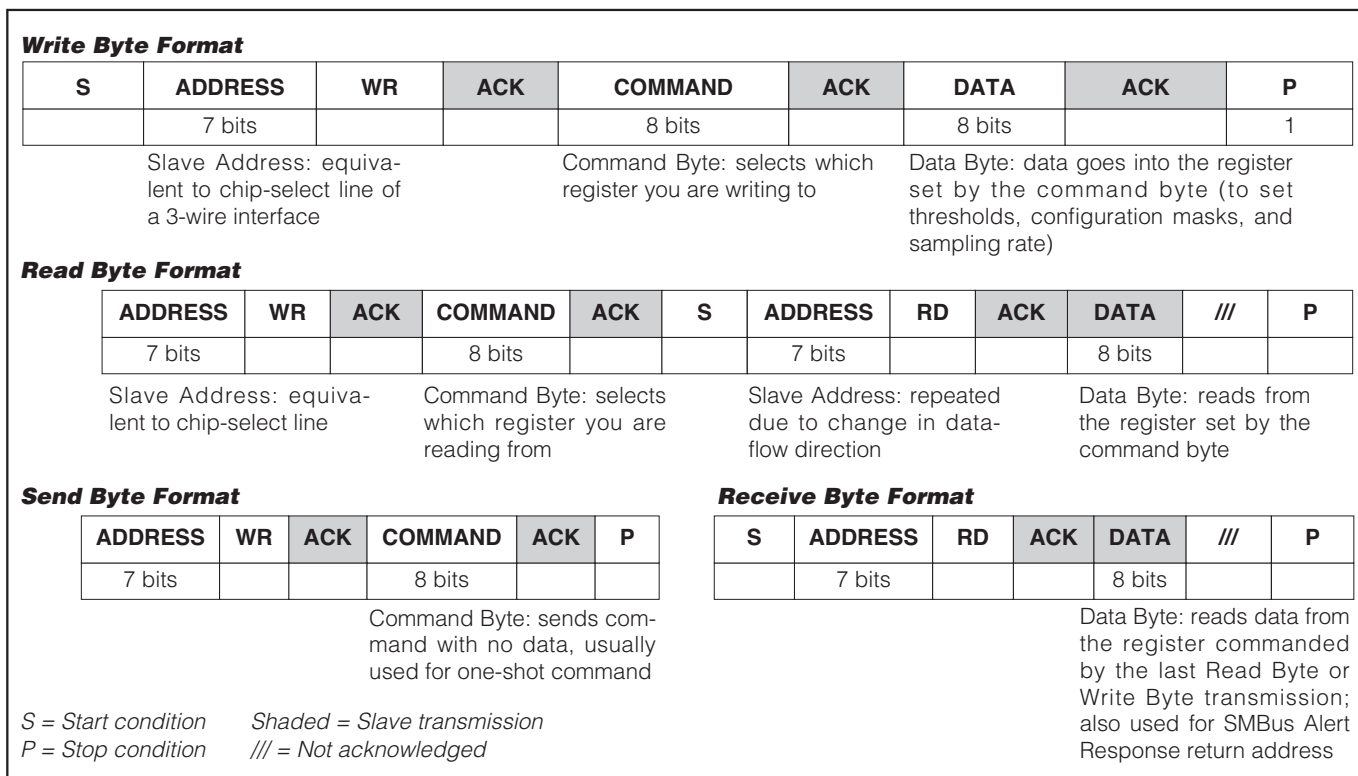 Write Byte Format
S ADDRESS WR ACK COMMAND ACK DATA ACK P
7 bits 8 bits 8 bits 1
Slave Address: equiva-
lent to chip-select line of
a 3-wire interface
Command Byte: selects which
register you are writing to
Data Byte: data goes into the register
set by the command byte (to set
thresholds, configuration masks, and
sampling rate)
Read Byte Format
ADDRESS WR ACK COMMAND ACK S ADDRESS RD ACK DATA /// P
7 bits 8 bits 7 bits 8 bits
Slave Address: equiva-
lent to chip-select line
Command Byte: selects
which register you are
reading from
Slave Address: repeated
due to change in data-
flow direction
Data Byte: reads from
the register set by the
command byte
Send Byte Format
ADDRESS WR ACK COMMAND ACK P
7 bits 8 bits
Command Byte: sends com-
mand with no data, usually
used for one-shot command
Receive Byte Format
S ADDRESS RD ACK DATA /// P
7 bits 8 bits
Data Byte: reads data from
the register commanded
by the last Read Byte or
Write Byte transmission;
also used for SMBus Alert
Response return address
S = Start condition Shaded = Slave transmission
P = Stop condition /// = Not acknowledged